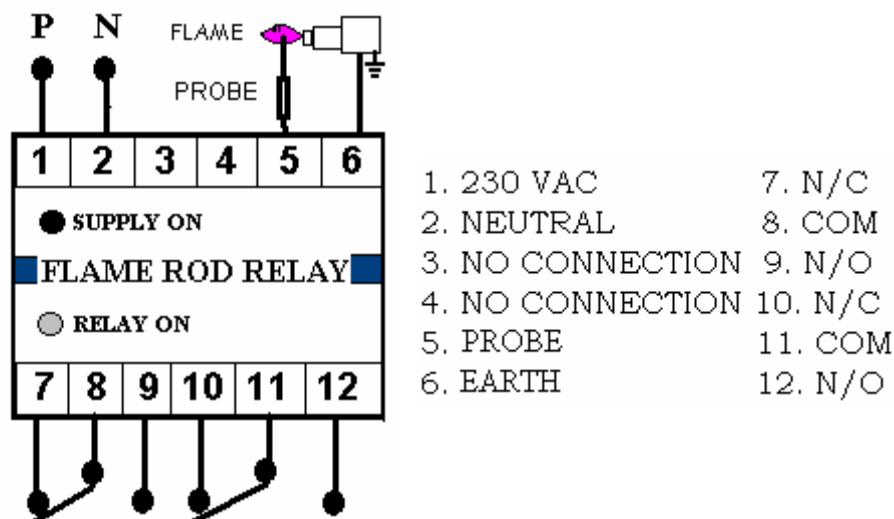 P N FLAME
PROBE
1 2 3 4 5 6
SUPPLY ON
FLAME ROD RELAY
RELAY ON
7 8 9 10 11 12
1. 230 VAC 7. N/C
2. NEUTRAL 8. COM
3. NO CONNECTION 9. N/O
4. NO CONNECTION 10. N/C
5. PROBE 11. COM
6. EARTH 12. N/O